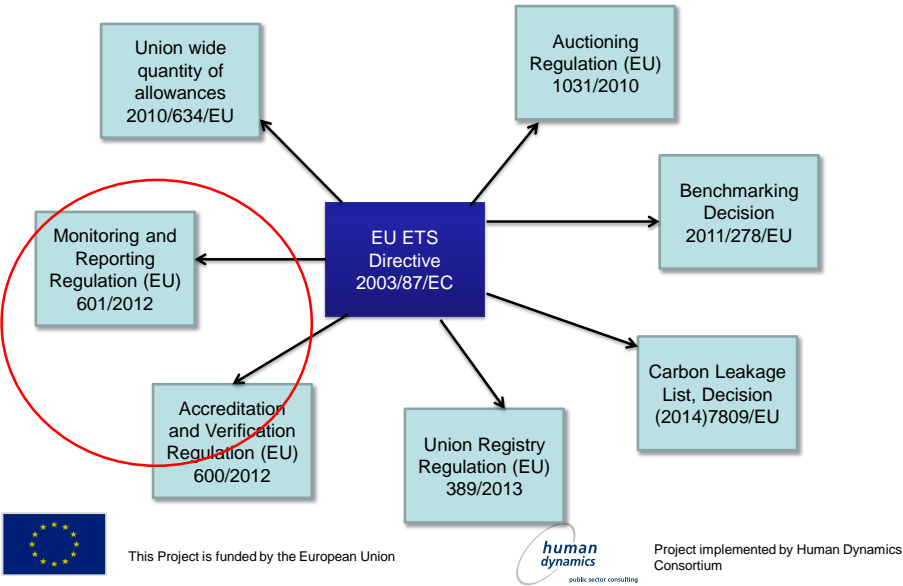 Union wide
quantity of
allowances
2010/634/EU
Auctioning
Regulation (EU)
1031/2010
Benchmarking
Decision
2011/278/EU
Monitoring and
Reporting
Regulation (EU)
601/2012
EU ETS
Directive
2003/87/EC
Carbon Leakage
List, Decision
(2014)7809/EU
Accreditation
and Verification
Regulation (EU)
600/2012
Union Registry
Regulation (EU)
389/2013
This Project is funded by the European Union
human
dynamics
public sector consulting
Project implemented by Human Dynamics
Consortium